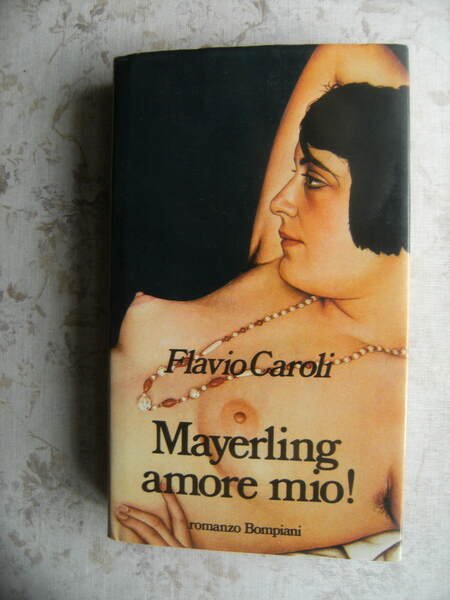 Flavio Caroli
Mayerling
amore mio!
romanzo Bompiani